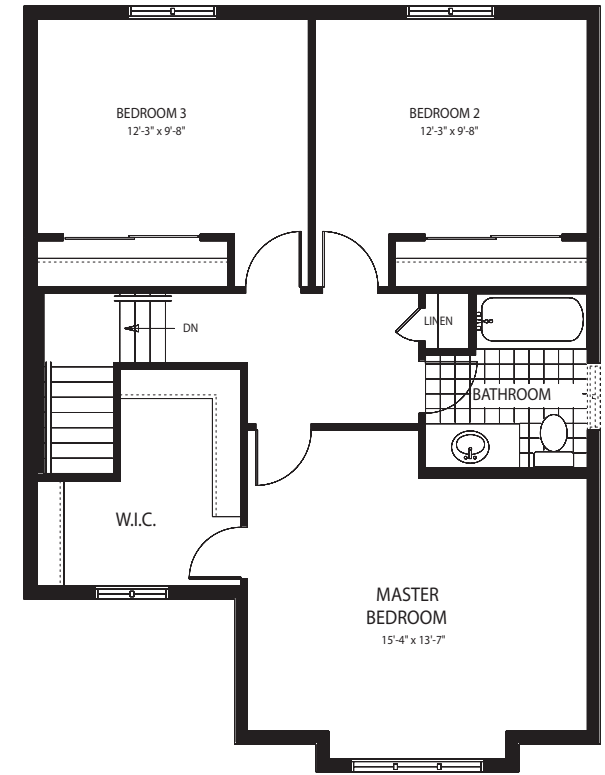 BEDROOM 3
12'-3" x 9'-8"
BEDROOM 2
12'-3" x 9'-8"
DN
LINEN
BATHROOM
W.I.C.
MASTER
BEDROOM
15'-4" x 13'-7"